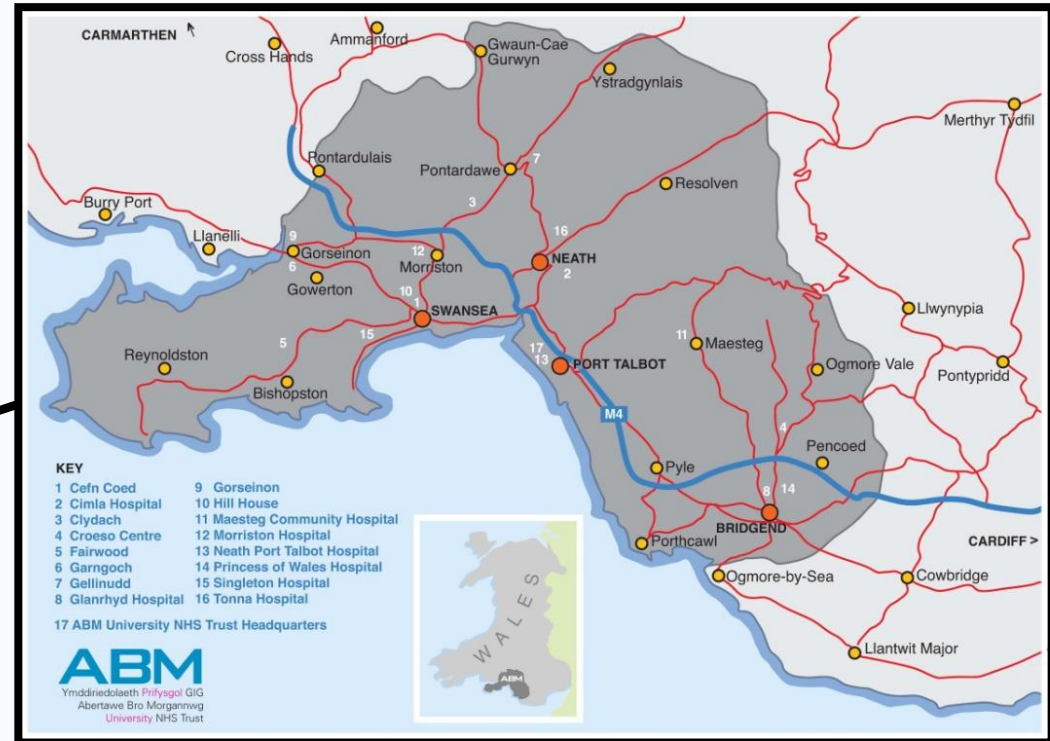 CARMARTHEN
Ammanford
Cross Hands
Gwaun-Cae
Gurwyn
Ystradgynlais
Merthyr Tydfil
Pontardulais
Pontardawe
7
Resolven
3
Burry Port
Llanelli
9
Gorseinon
6
12
Morriston
16
NEATH
2
Gowerton
10
1
SWANSEA
Llwynypia
15
5
Reynoldston
Bishopston
17
13
PORT TALBOT
11
Maesteg
Ogmore Vale
Pontypridd
M4
4
Pencoed
Pyle
8
14
BRIDGEND
Porthcawl
CARDIFF >
Ogmore-by-Sea
Cowbridge
Llantwit Major
KEY
1 Cefn Coed
2 Cimla Hospital
3 Clydach
4 Croeso Centre
5 Fairwood
6 Garngoch
7 Gellinudd
8 Glanrhyd Hospital
9 Gorseinon
10 Hill House
11 Maesteg Community Hospital
12 Morriston Hospital
13 Neath Port Talbot Hospital
14 Princess of Wales Hospital
15 Singleton Hospital
16 Tonna Hospital
17 ABM University NHS Trust Headquarters
ABM
Ymddiriedolaeth Prifysgol GIG
Abertawe Bro Morgannwg
University NHS Trust
WALES
ABM